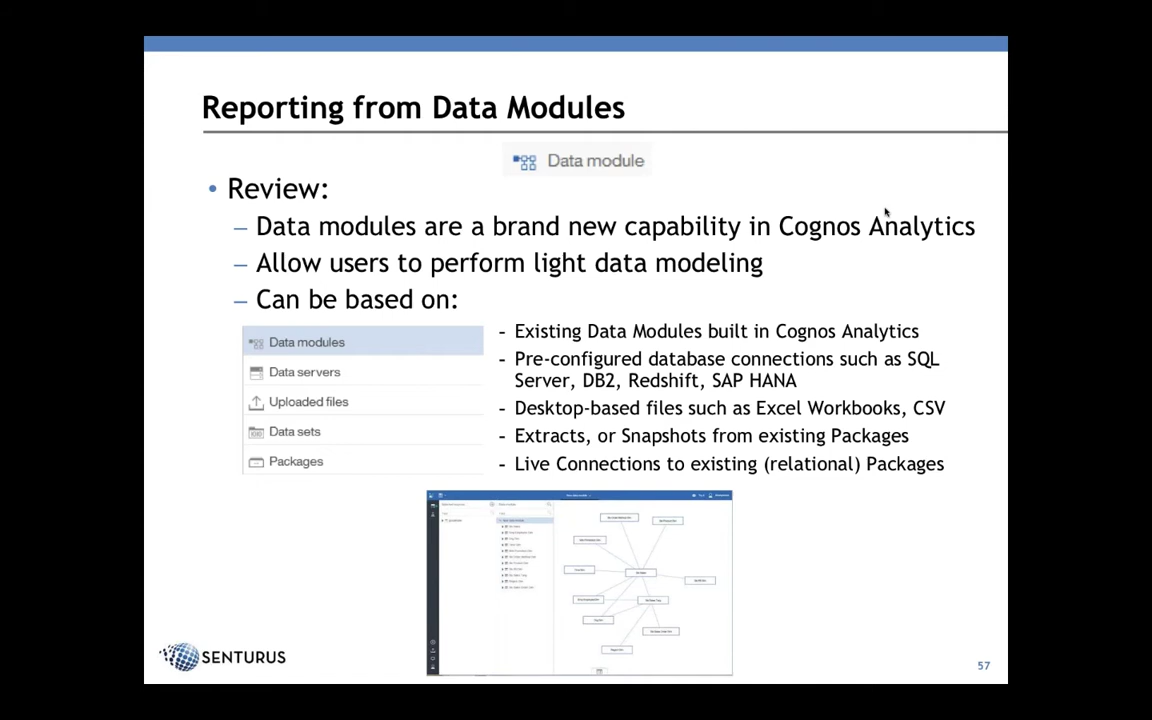 Reporting from Data Modules
Data module
• Review:
– Data modules are a brand new capability in Cognos Analytics
– Allow users to perform light data modeling
– Can be based on:
Data modules
Data servers
Uploaded files
Data sets
Packages
- Existing Data Modules built in Cognos Analytics
- Pre-configured database connections such as SQL
Server, DB2, Redshift, SAP HANA
- Desktop-based files such as Excel Workbooks, CSV
- Extracts, or Snapshots from existing Packages
- Live Connections to existing (relational) Packages
SENTURUS
57